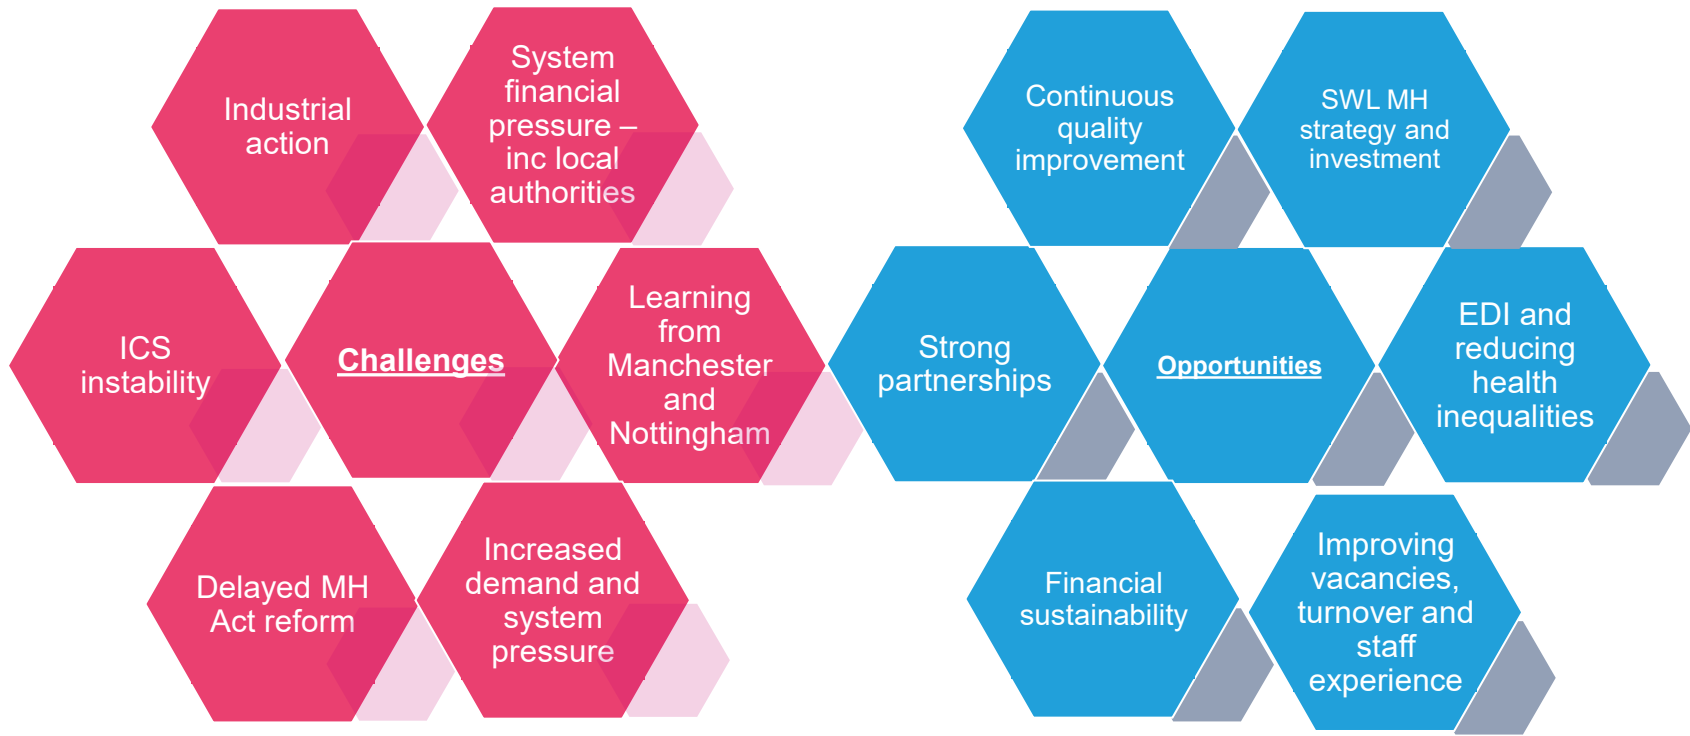 Industrial
action
System
financial
pressure –
inc local
authorities
ICS
instability
Challenges
Learning
from
Manchester
and
Nottingham
Delayed MH
Act reform
Increased
demand and
system
pressure
Continuous
quality
improvement
SWL MH
strategy and
investment
Strong
partnerships
Opportunities
EDI and
reducing
health
inequalities
Financial
sustainability
Improving
vacancies,
turnover and
staff
experience